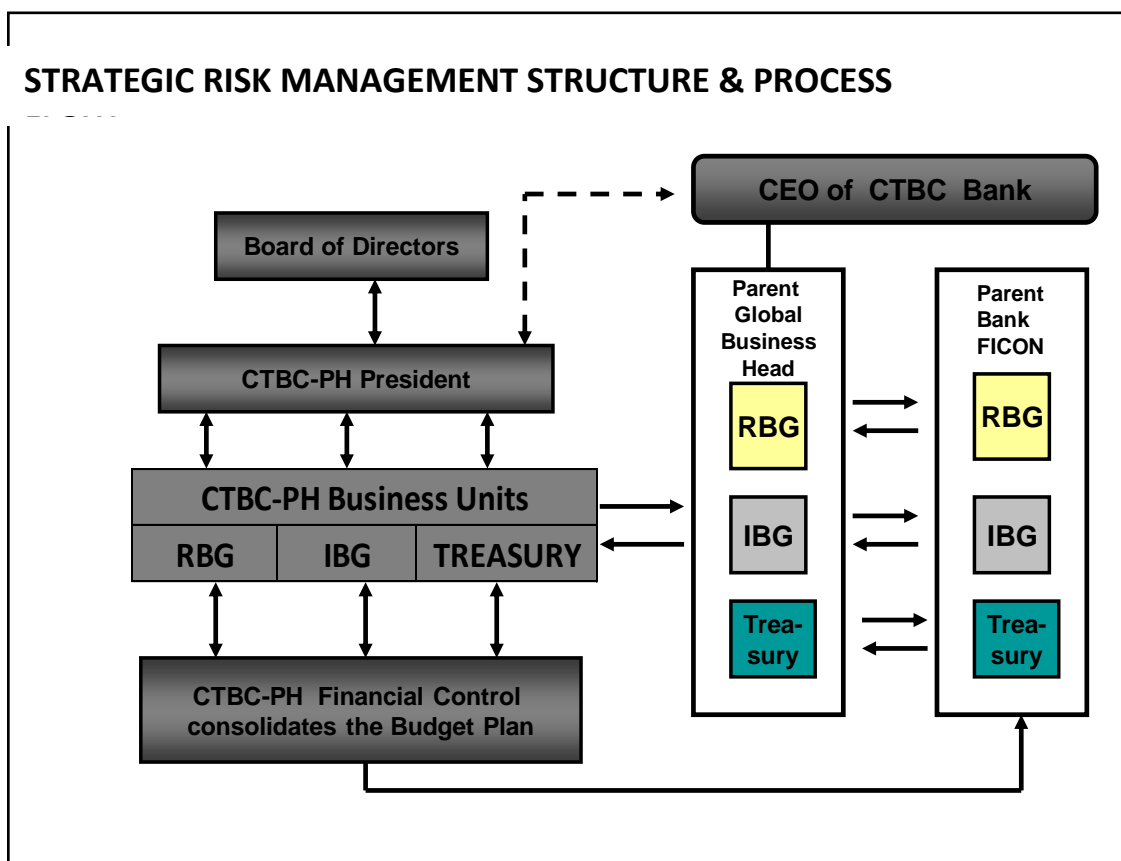 STRATEGIC RISK MANAGEMENT STRUCTURE & PROCESS
CEO of CTBC Bank
Board of Directors
CTBC-PH President
CTBC-PH Business Units
RBG IBG TREASURY
CTBC-PH Financial Control
consolidates the Budget Plan
Parent
Global
Business
Head
RBG
IBG
Trea-
sury
Parent
Bank
FICON
RBG
IBG
Trea-
sury